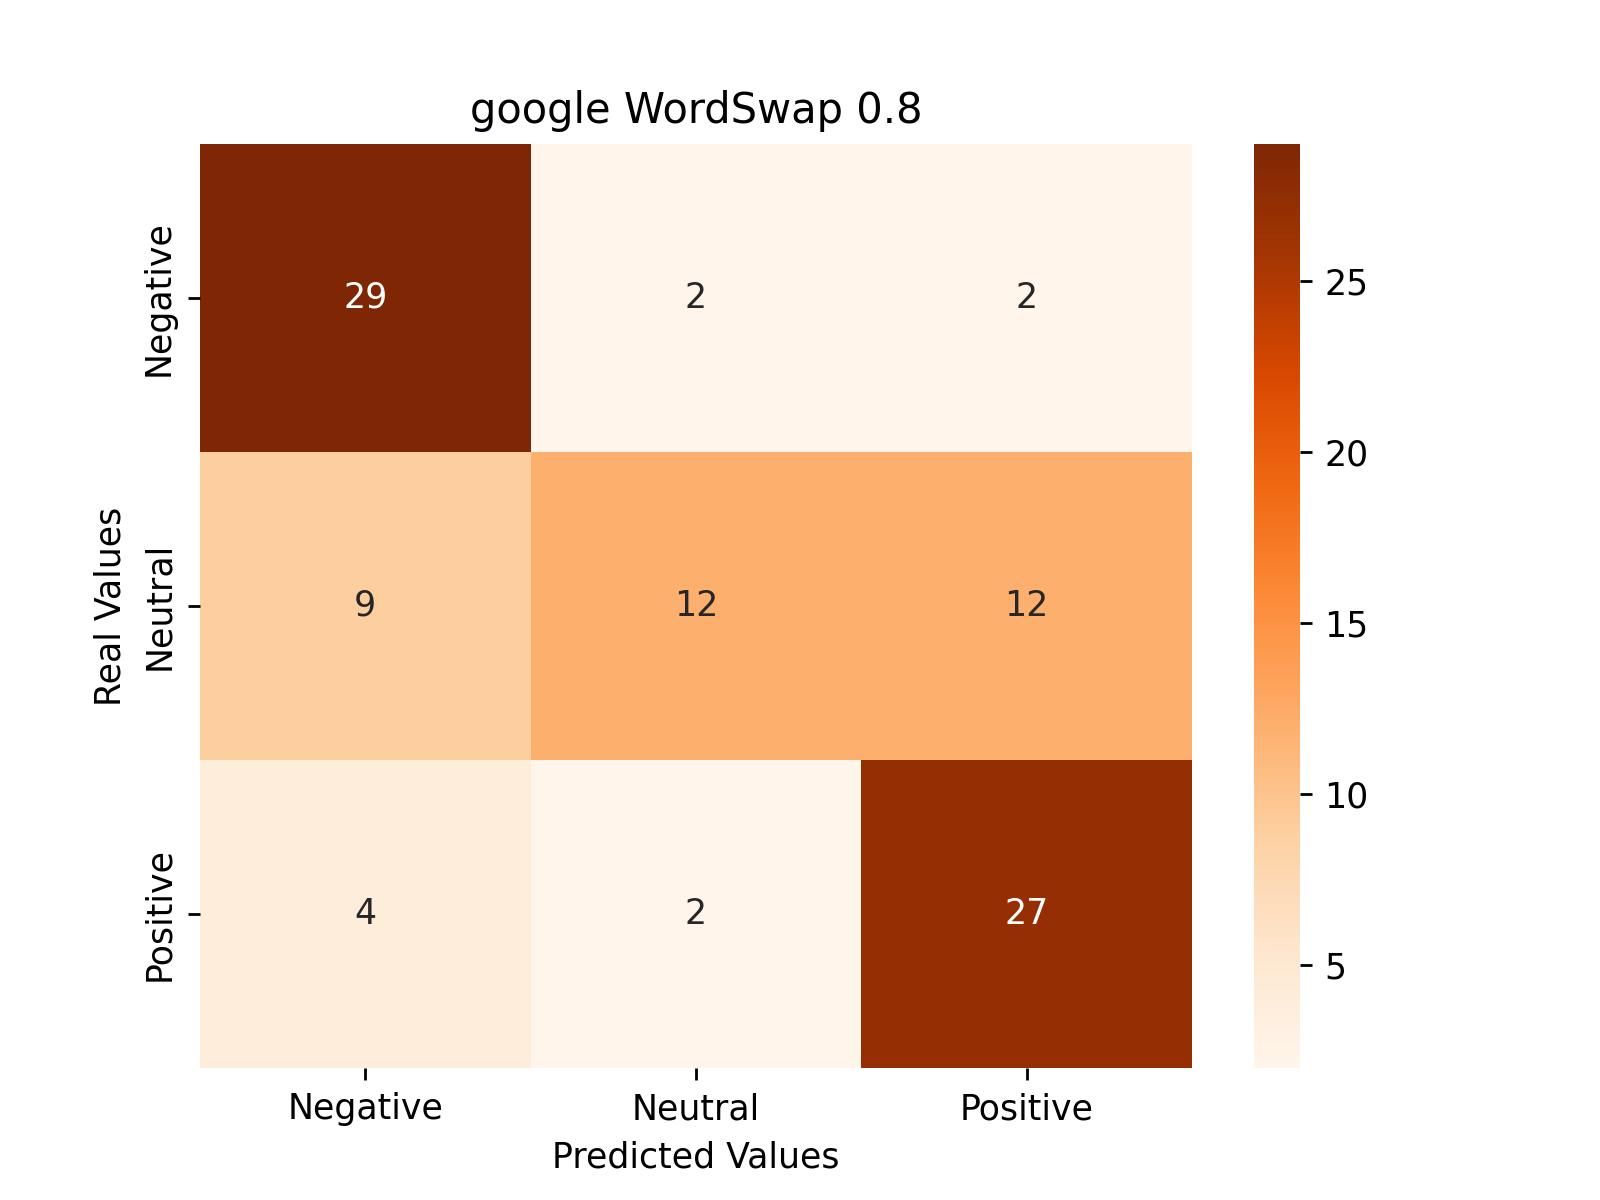 google WordSwap 0.8
Real Values
Negative
29 2 2
Neutral
9 12 12
Positive
4 2 27
Negative Neutral Positive
Predicted Values
25
20
15
10
5